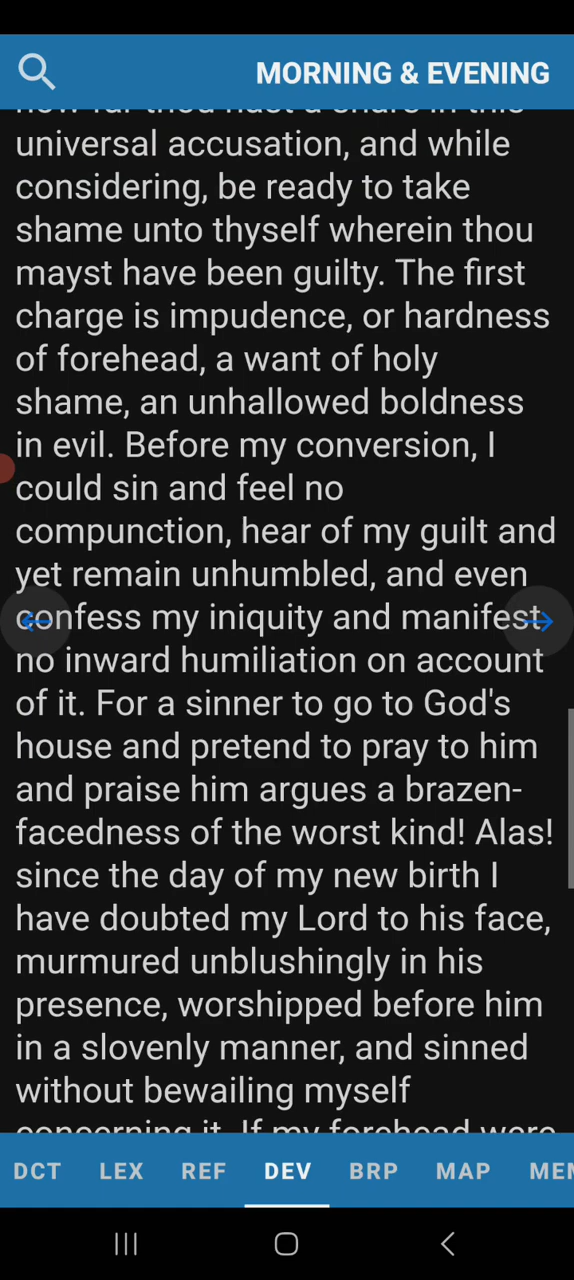 MORNING & EVENING
universal accusation, and while
considering, be ready to take
shame unto thyself wherein thou
mayst have been guilty. The first
charge is impudence, or hardness
of forehead, a want of holy
shame, an unhallowed boldness
in evil. Before my conversion, I
could sin and feel no
compunction, hear of my guilt and
yet remain unhumbled, and even
confess my iniquity and manifest
no inward humiliation on account
of it. For a sinner to go to God's
house and pretend to pray to him
and praise him argues a brazen-
facedness of the worst kind! Alas!
since the day of my new birth I
have doubted my Lord to his face,
murmured unblushingly in his
presence, worshipped before him
in a slovenly manner, and sinned
without bewailing myself
concerning it. If my forehead were
DCT LEX REF DEV BRP MAP